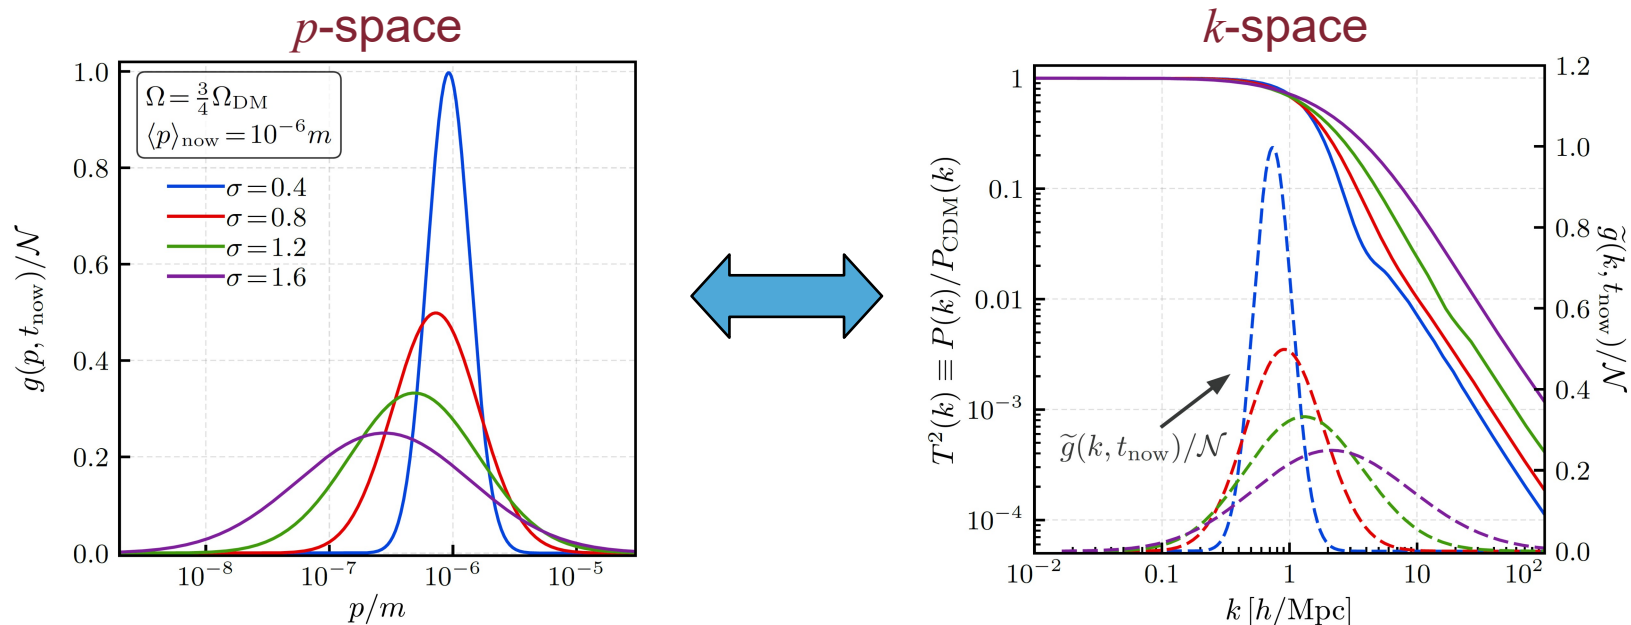 p-space
k-space
Ω = 3/4 Ω_DM
⟨p⟩_now = 10⁻⁶ m
σ = 0.4
σ = 0.8
σ = 1.2
σ = 1.6
g(p, t_now)/𝒩
1.0
0.8
0.6
0.4
0.2
0.0
10⁻⁸
10⁻⁷
10⁻⁶
10⁻⁵
p/m
T²(k) ≡ P(k)/P_CDM(k)
1
0.1
0.01
10⁻³
10⁻⁴
g̃(k, t_now)/𝒩
10⁻²
0.1
1
10
10²
k [h/Mpc]
1.2
1.0
0.8
0.6
0.4
0.2
0.0
g̃(k, t_now)/𝒩